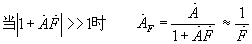 当|1+ȦḞ|>>1时 Ȧ_F = Ȧ/(1+ȦḞ) ≈ 1/Ḟ